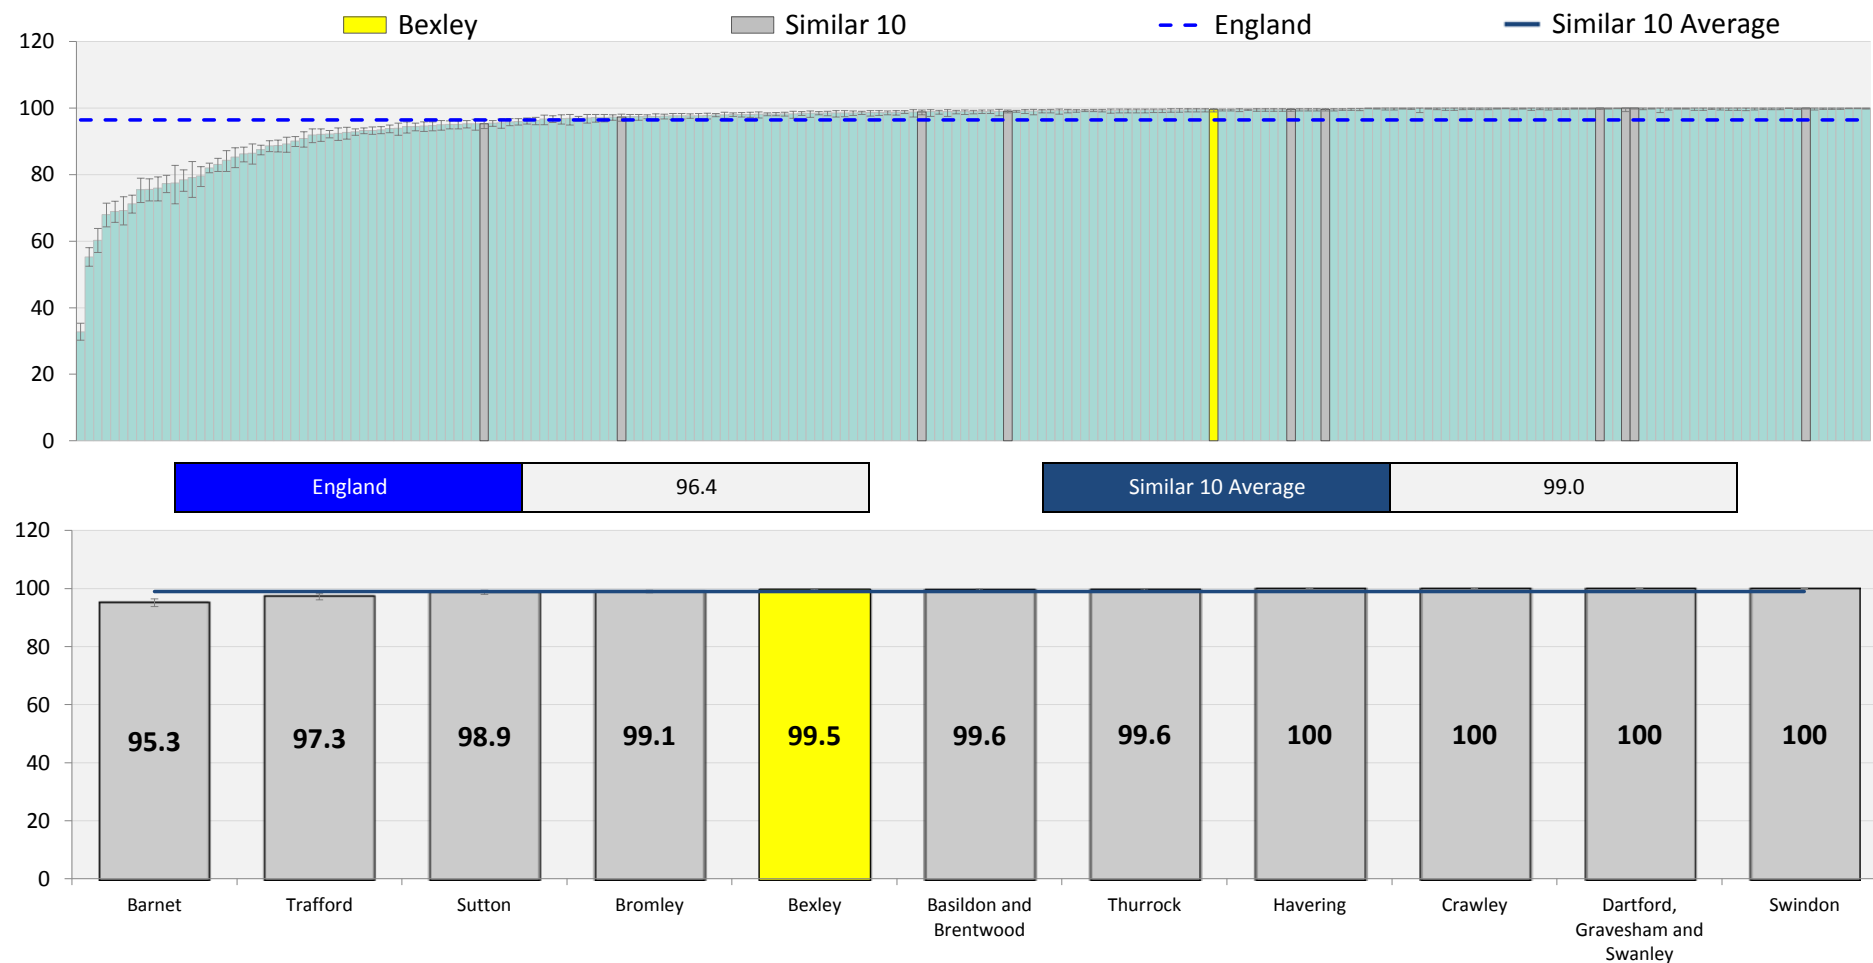 Bexley Similar 10 England Similar 10 Average
120
100
80
60
40
20
0
England 96.4 Similar 10 Average 99.0
120
100
80
60
40
20
0
95.3 97.3 98.9 99.1 99.5 99.6 99.6 100 100 100 100
Barnet Trafford Sutton Bromley Bexley Basildon and Thurrock Havering Crawley Dartford, Swindon
Brentwood Gravesham and
Swanley